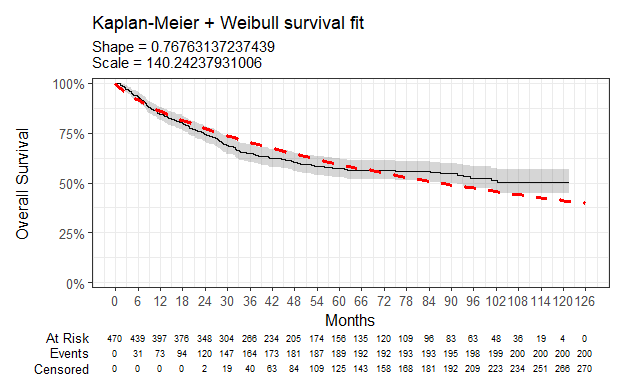 Kaplan-Meier + Weibull survival fit
Shape = 0.76763137237439
Scale = 140.24237931006
100%
75%
50%
25%
0%
Overall Survival
0 6 12 18 24 30 36 42 48 54 60 66 72 78 84 90 96 102 108 114 120 126
Months
At Risk 470 439 397 376 348 304 266 234 205 174 156 135 120 109 96 83 63 48 36 19 4 0
Events 0 31 73 94 120 147 164 173 181 187 189 192 192 193 193 195 198 199 200 200 200 200
Censored 0 0 0 0 2 19 40 63 84 109 125 143 158 168 181 192 209 223 234 251 266 270